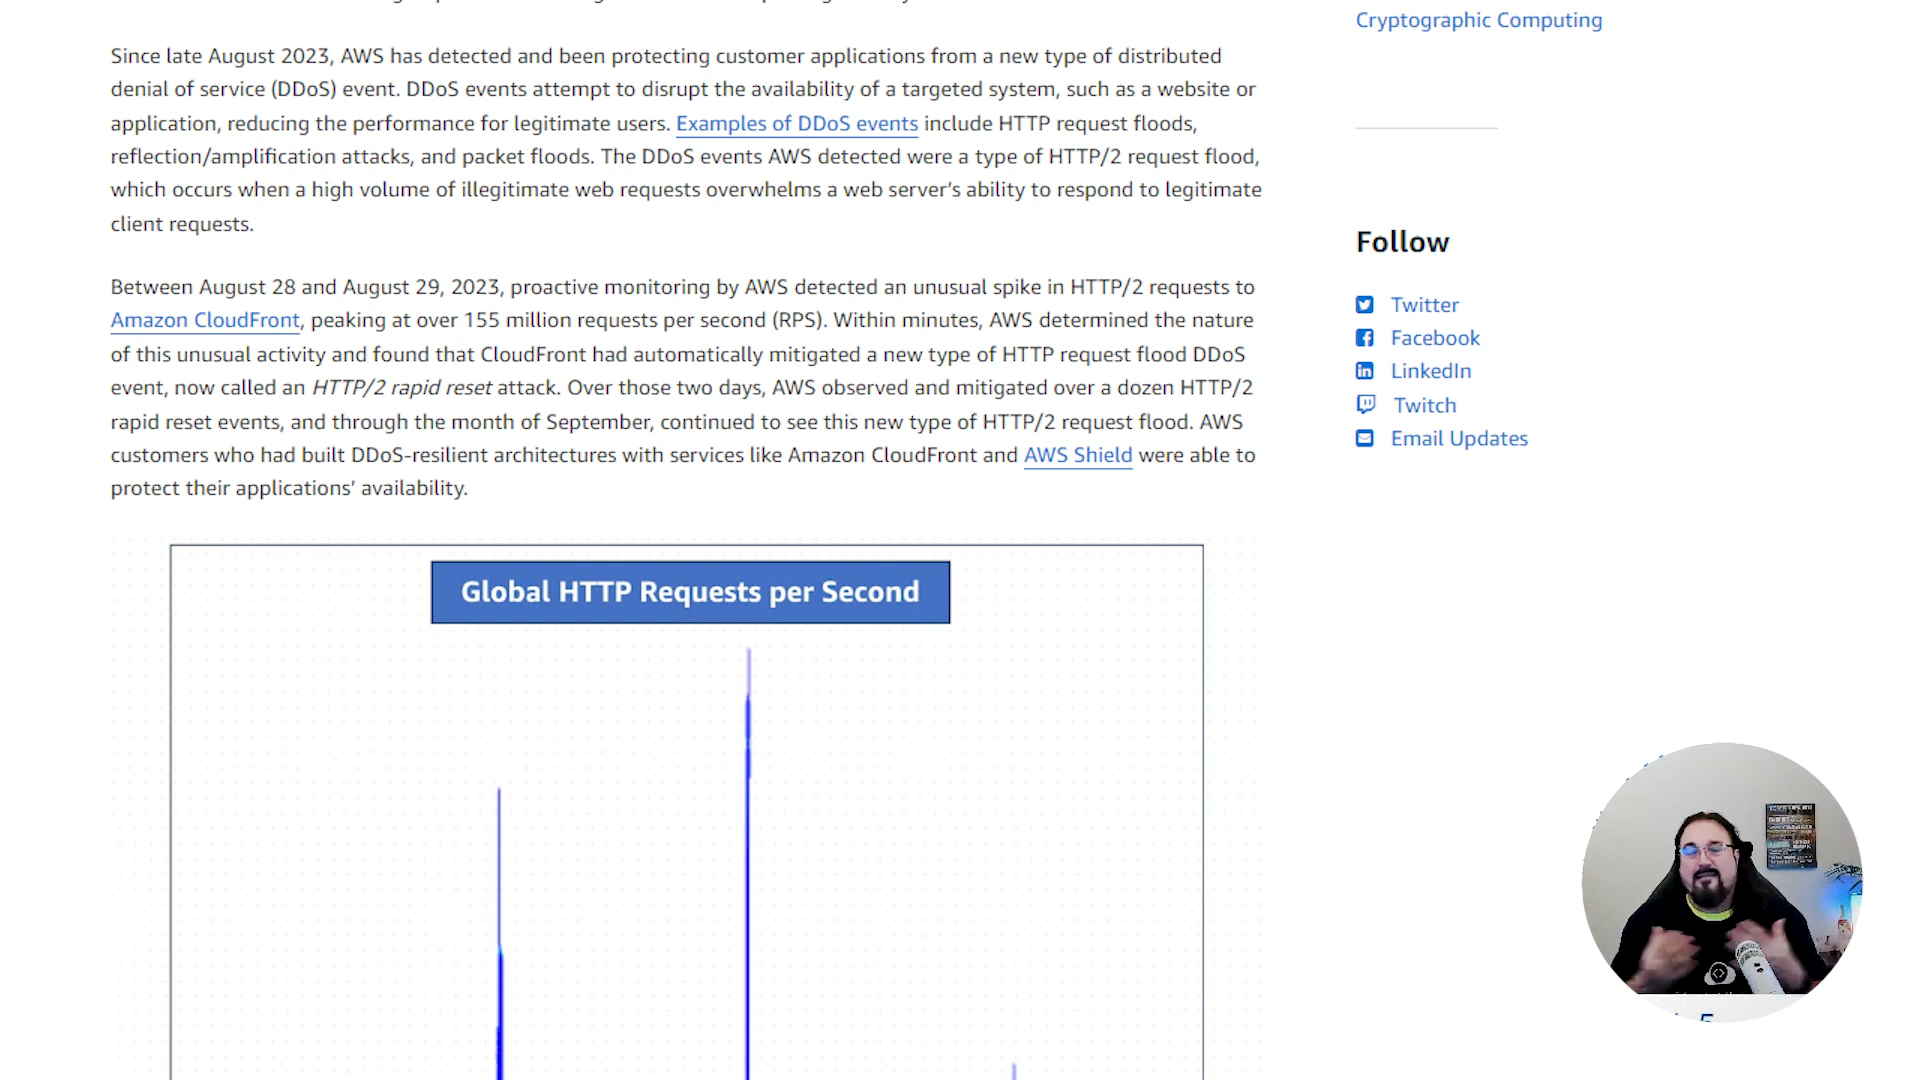 Since late August 2023, AWS has detected and been protecting customer applications from a new type of distributed
denial of service (DDoS) event. DDoS events attempt to disrupt the availability of a targeted system, such as a website or
application, reducing the performance for legitimate users. Examples of DDoS events include HTTP request floods,
reflection/amplification attacks, and packet floods. The DDoS events AWS detected were a type of HTTP/2 request flood,
which occurs when a high volume of illegitimate web requests overwhelms a web server’s ability to respond to legitimate
client requests.
Between August 28 and August 29, 2023, proactive monitoring by AWS detected an unusual spike in HTTP/2 requests to
Amazon CloudFront, peaking at over 155 million requests per second (RPS). Within minutes, AWS determined the nature
of this unusual activity and found that CloudFront had automatically mitigated a new type of HTTP request flood DDoS
event, now called an HTTP/2 rapid reset attack. Over those two days, AWS observed and mitigated over a dozen HTTP/2
rapid reset events, and through the month of September, continued to see this new type of HTTP/2 request flood. AWS
customers who had built DDoS-resilient architectures with services like Amazon CloudFront and AWS Shield were able to
protect their applications’ availability.
Global HTTP Requests per Second
Cryptographic Computing
Follow
Twitter
Facebook
LinkedIn
Twitch
Email Updates